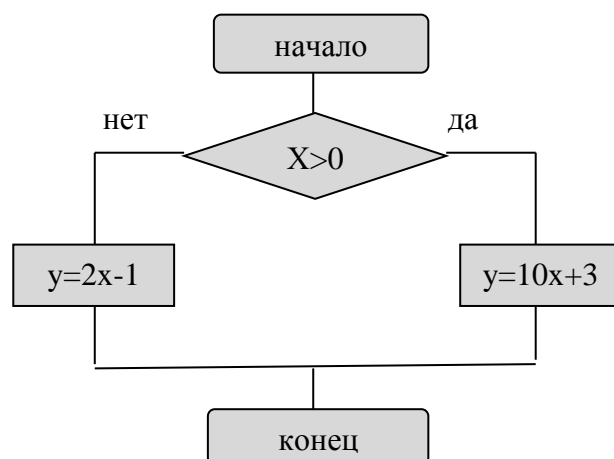 начало
нет
да
X>0
y=2x-1
y=10x+3
конец